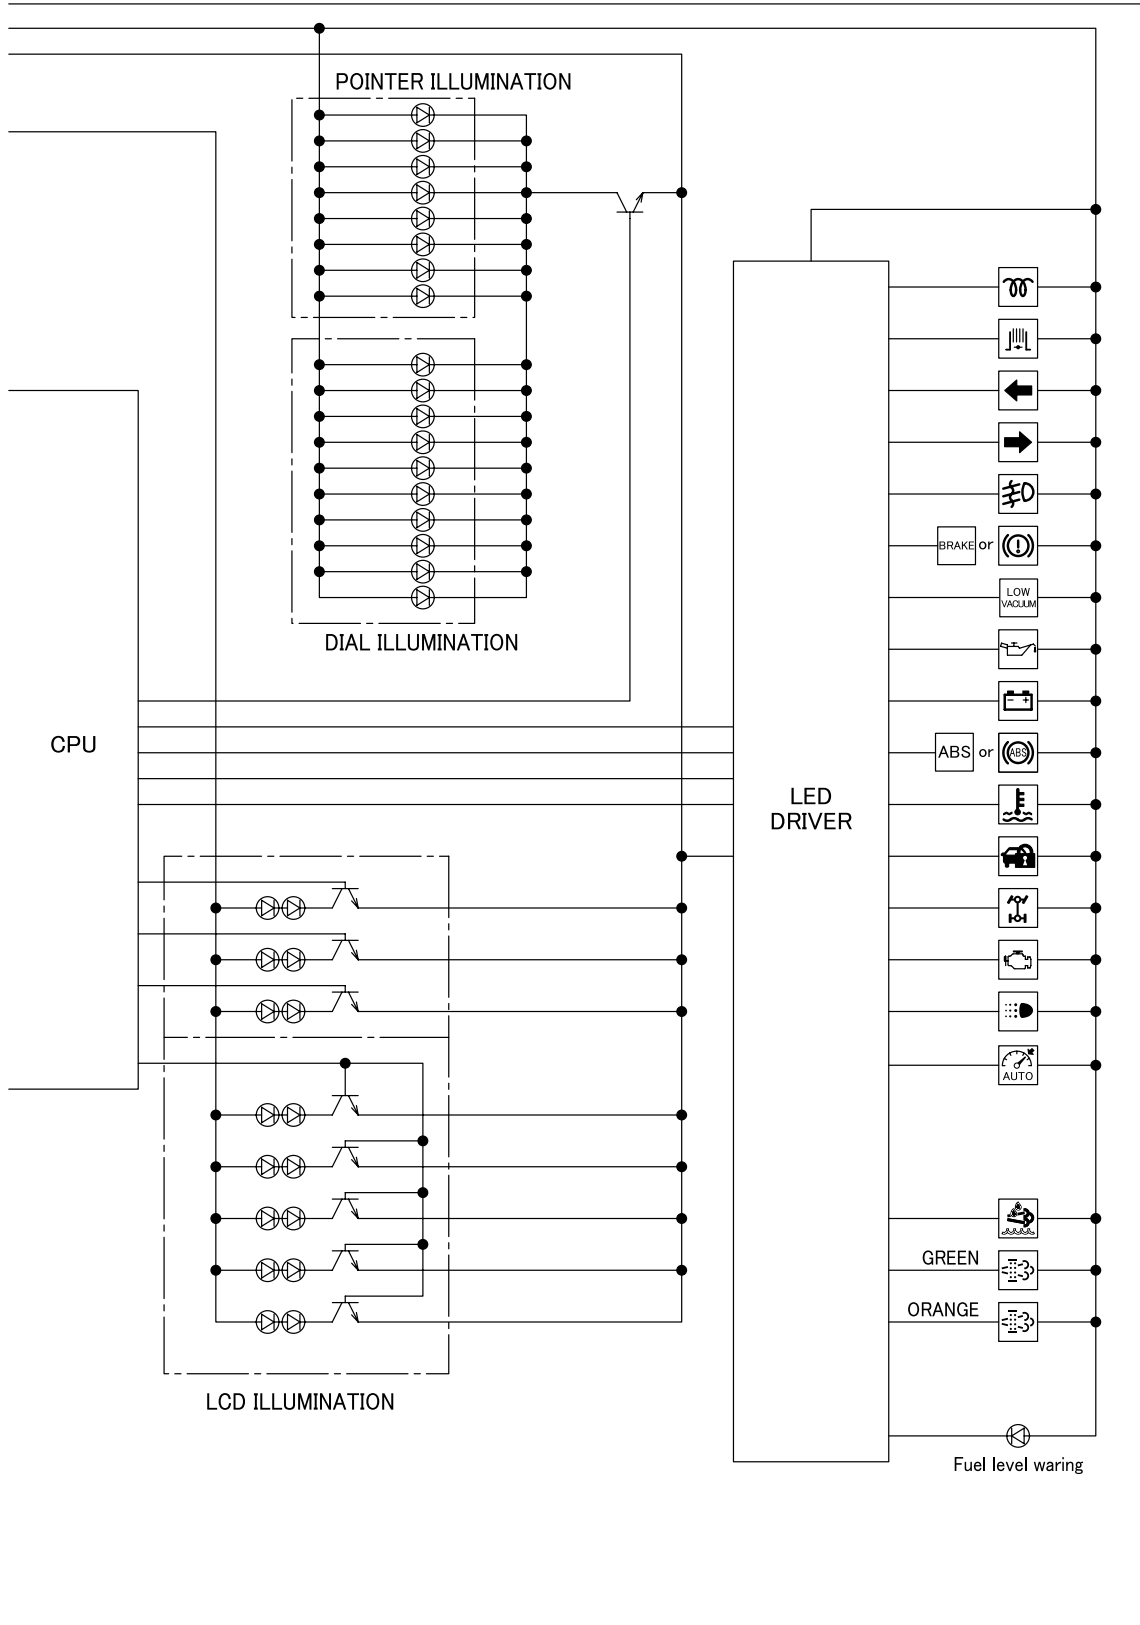 POINTER ILLUMINATION
DIAL ILLUMINATION
BRAKE or
LOW
VACUUM
CPU
ABS or ABS
LED
DRIVER
AUTO
GREEN
ORANGE
LCD ILLUMINATION
Fuel level waring